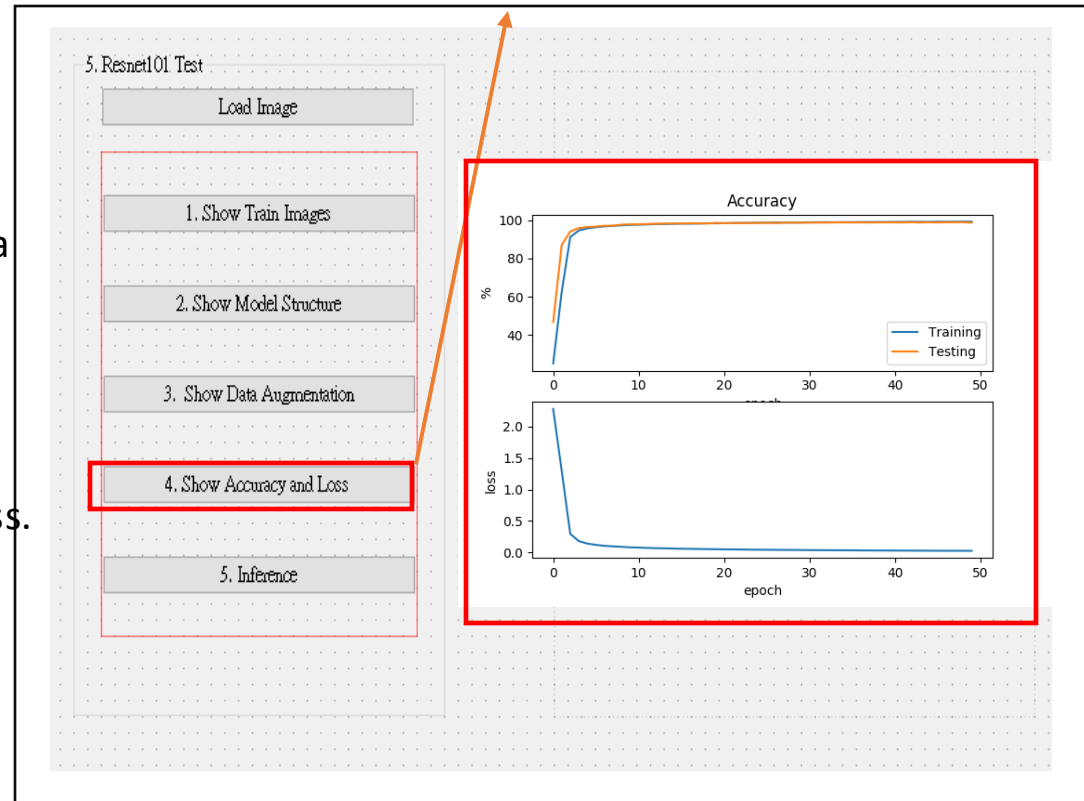 5. Resnet101 Test
Load Image
1. Show Train Images
a
2. Show Model Structure
3. Show Data Augmentation
4. Show Accuracy and Loss
ss.
5. Inference
Accuracy
100
80
60
40
%
Training
Testing
0 10 20 30 40 50
epoch
2.0
1.5
1.0
0.5
0.0
loss
0 10 20 30 40 50
epoch